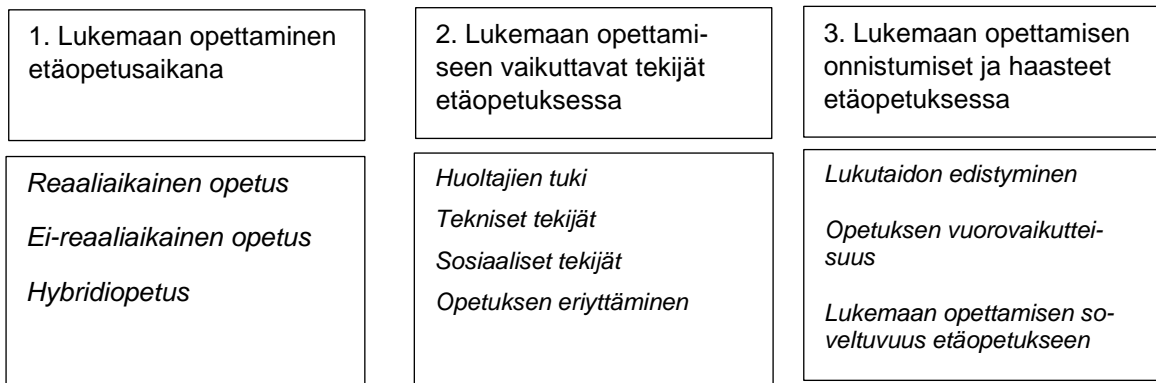 1. Lukemaan opettaminen
etäopetusaikana
Reaaliaikainen opetus
Ei-reaaliaikainen opetus
Hybridiopetus
2. Lukemaan opettami-
seen vaikuttavat tekijät
etäopetuksessa
Huoltajien tuki
Tekniset tekijät
Sosiaaliset tekijät
Opetuksen eriyttäminen
3. Lukemaan opettamisen
onnistumiset ja haasteet
etäopetuksessa
Lukutaidon edistyminen
Opetuksen vuorovaikuttei-
suus
Lukemaan opettamisen so-
veltuvuus etäopetukseen